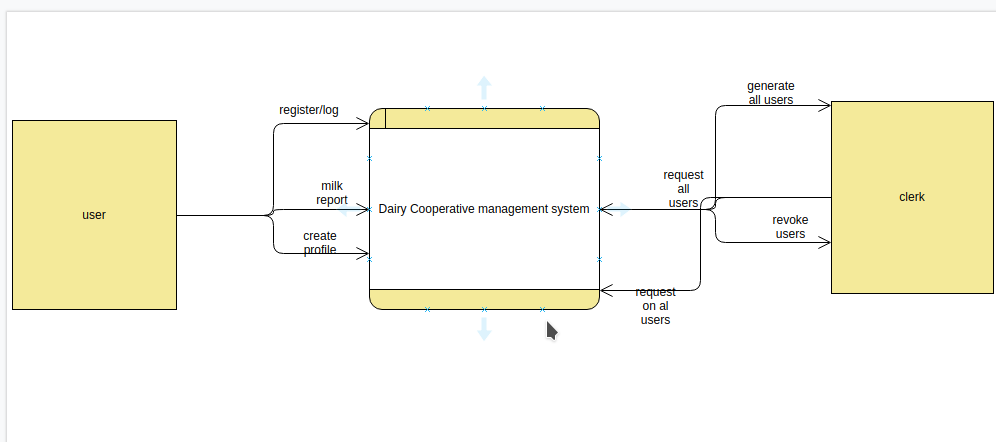 generate
all users
register/log
request
all
users
milk
report
user
Dairy Cooperative management system
clerk
revoke
users
create
profile
request
on al
users